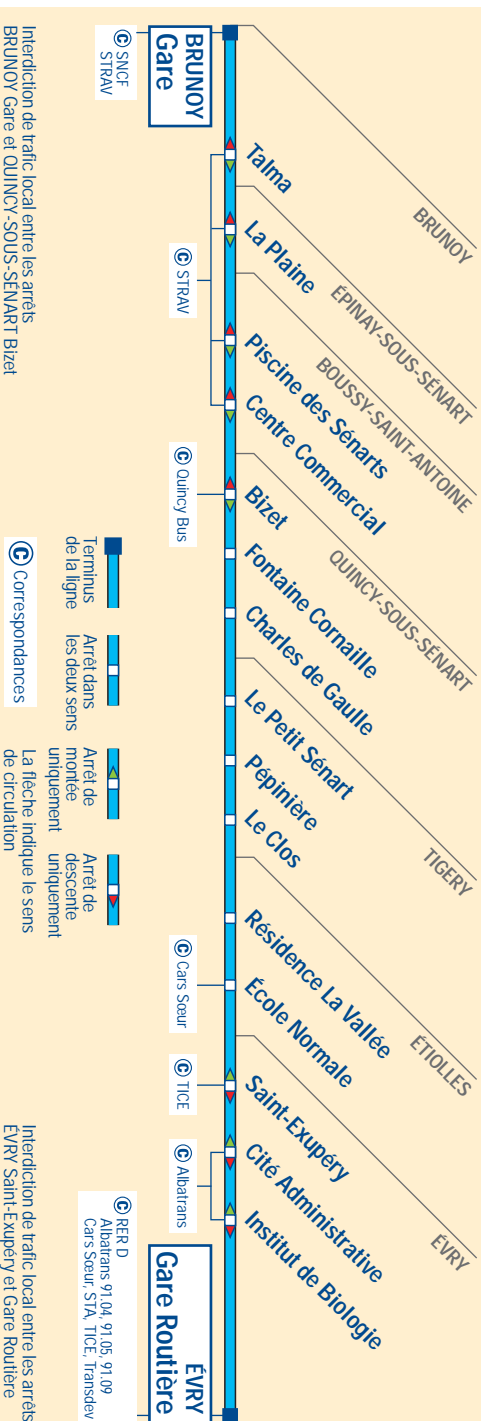 BRUNOY
ÉPINAY-SOUS-SÉNART
BOUSSY-SAINT-ANTOINE
QUINCY-SOUS-SÉNART
TIGERY
ÉTIOLLES
ÉVRY
BRUNOY
Gare
Talma
La Plaine
Piscine des Sénarts
Centre Commercial
Bizet
Fontaine Cornaille
Charles de Gaulle
Le Petit Sénart
Pépinière
Le Clos
Résidence La Vallée
École Normale
Saint-Exupéry
Cité Administrative
Institut de Biologie
ÉVRY
Gare Routière
C SNCF
STRAV
C STRAV
C Quincy Bus
C Cars Sœur
C TICE
C Albatrans
C RER D
Albatrans 91.04, 91.05, 91.09
Cars Sœur, STA, TICE, Transdev
Interdiction de trafic local entre les arrêts
BRUNOY Gare et QUINCY-SOUS-SÉNART Bizet
Terminus
de la ligne
Arrêt dans
les deux sens
Arrêt de
montée
uniquement
Arrêt de
descente
uniquement
C Correspondances
La flèche indique le sens
de circulation
Interdiction de trafic local entre les arrêts
ÉVRY Saint-Exupéry et Gare Routière